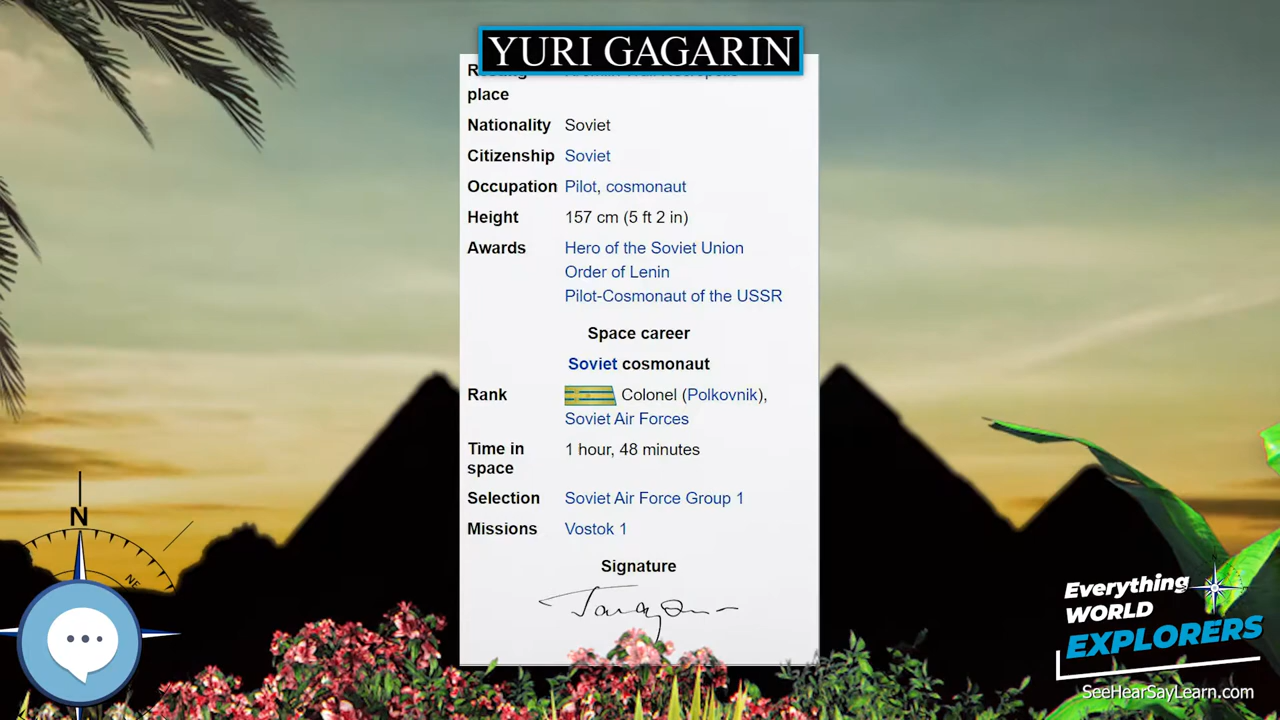 YURI GAGARIN
place
Nationality Soviet
Citizenship Soviet
Occupation Pilot, cosmonaut
Height 157 cm (5 ft 2 in)
Awards Hero of the Soviet Union
Order of Lenin
Pilot-Cosmonaut of the USSR
Space career
Soviet cosmonaut
Rank Colonel (Polkovnik),
Soviet Air Forces
Time in space 1 hour, 48 minutes
Selection Soviet Air Force Group 1
Missions Vostok 1
Signature
N
NE
Everything
WORLD
EXPLORERS
SeeHearSayLearn.com